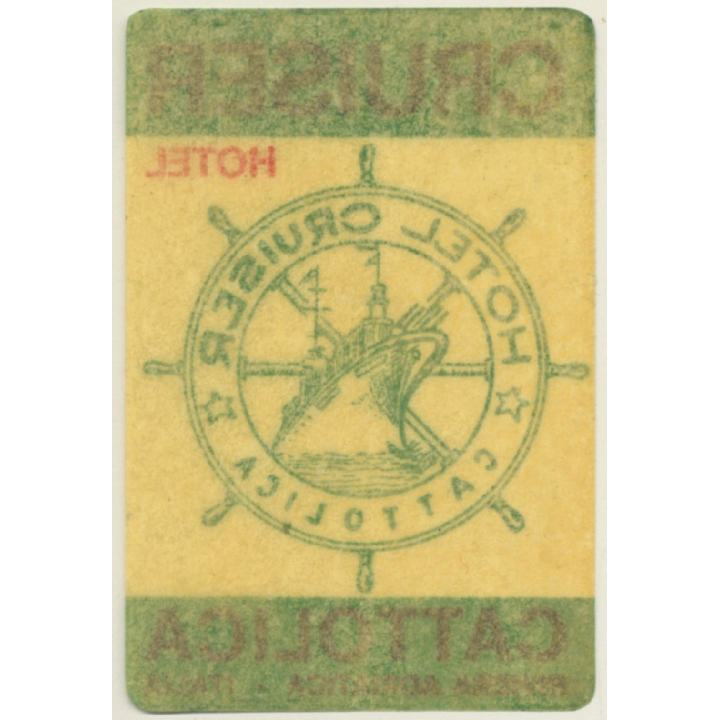 CRUISER
HOTEL
HOTEL CRUISER
CATTOLICA
CATTOLICA
RIVIERA ADRIATICA - ITALIA